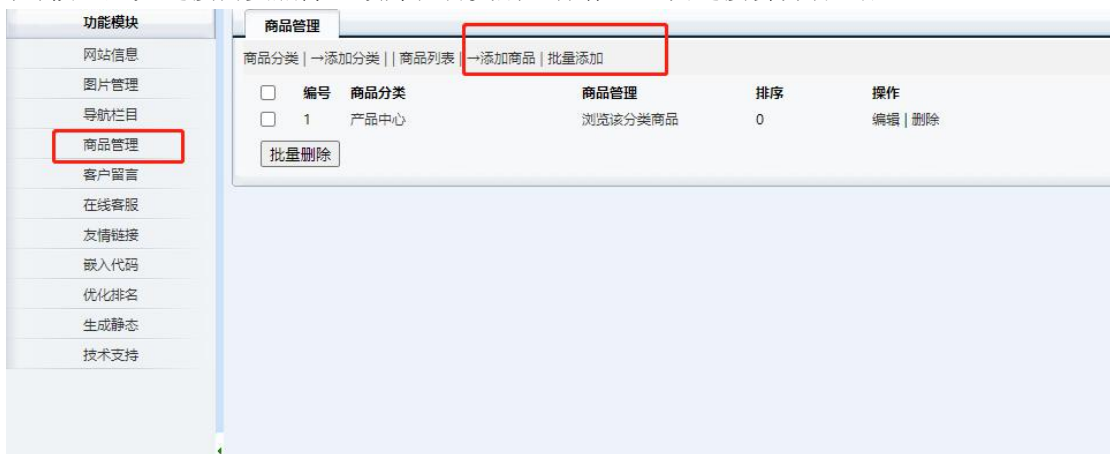 功能模块
网站信息
图片管理
导航栏目
商品管理
客户留言
在线客服
友情链接
嵌入代码
优化排名
生成静态
技术支持
商品管理
商品分类 | →添加分类 | | 商品列表 | →添加商品 | 批量添加
编号 商品分类 商品管理 排序 操作
1 产品中心 浏览该分类商品 0 编辑 | 删除
批量删除